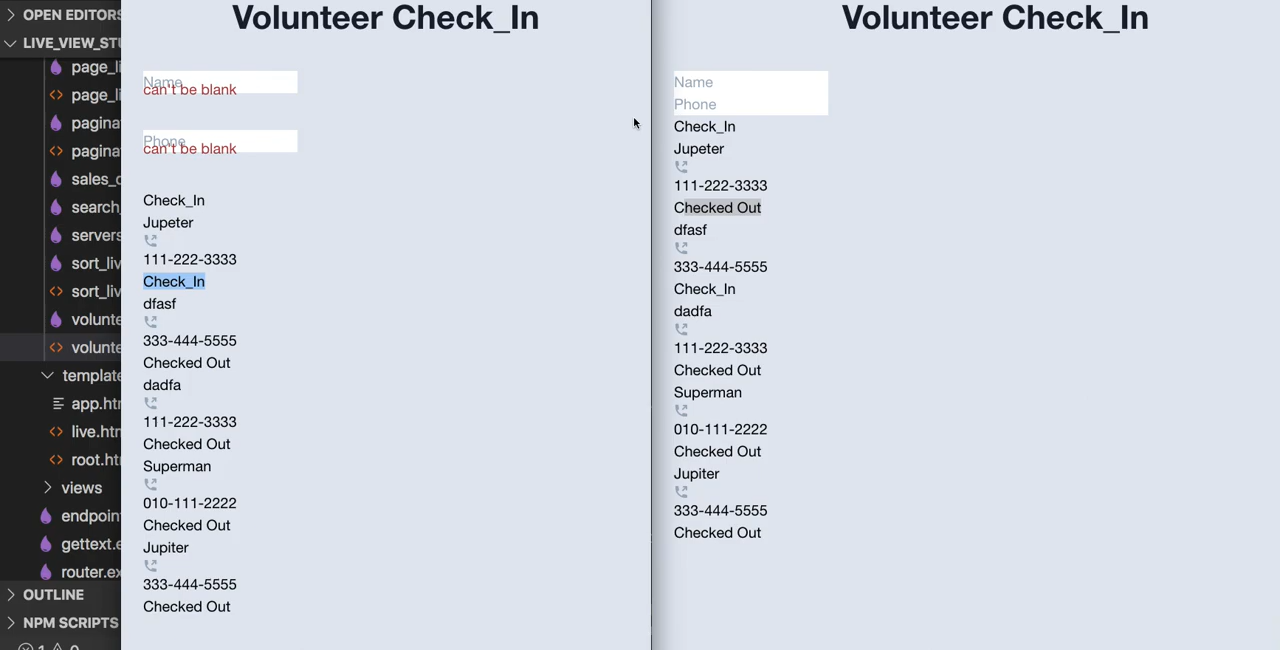 OPEN EDITORS
LIVE_VIEW_STU
page_li
page_li
pagina
pagina
sales_d
search_
servers
sort_liv
sort_liv
volunte
volunte
template
app.htm
live.htm
root.htm
views
endpoin
gettext.e
router.ex
OUTLINE
NPM SCRIPTS
Volunteer Check_In
Name
can't be blank
Phone
can't be blank
Check_In
Jupeter
111-222-3333
Check_In
dfasf
333-444-5555
Checked Out
dadfa
111-222-3333
Checked Out
Superman
010-111-2222
Checked Out
Jupiter
333-444-5555
Checked Out
Volunteer Check_In
Name
Phone
Check_In
Jupeter
111-222-3333
Checked Out
dfasf
333-444-5555
Check_In
dadfa
111-222-3333
Checked Out
Superman
010-111-2222
Checked Out
Jupiter
333-444-5555
Checked Out